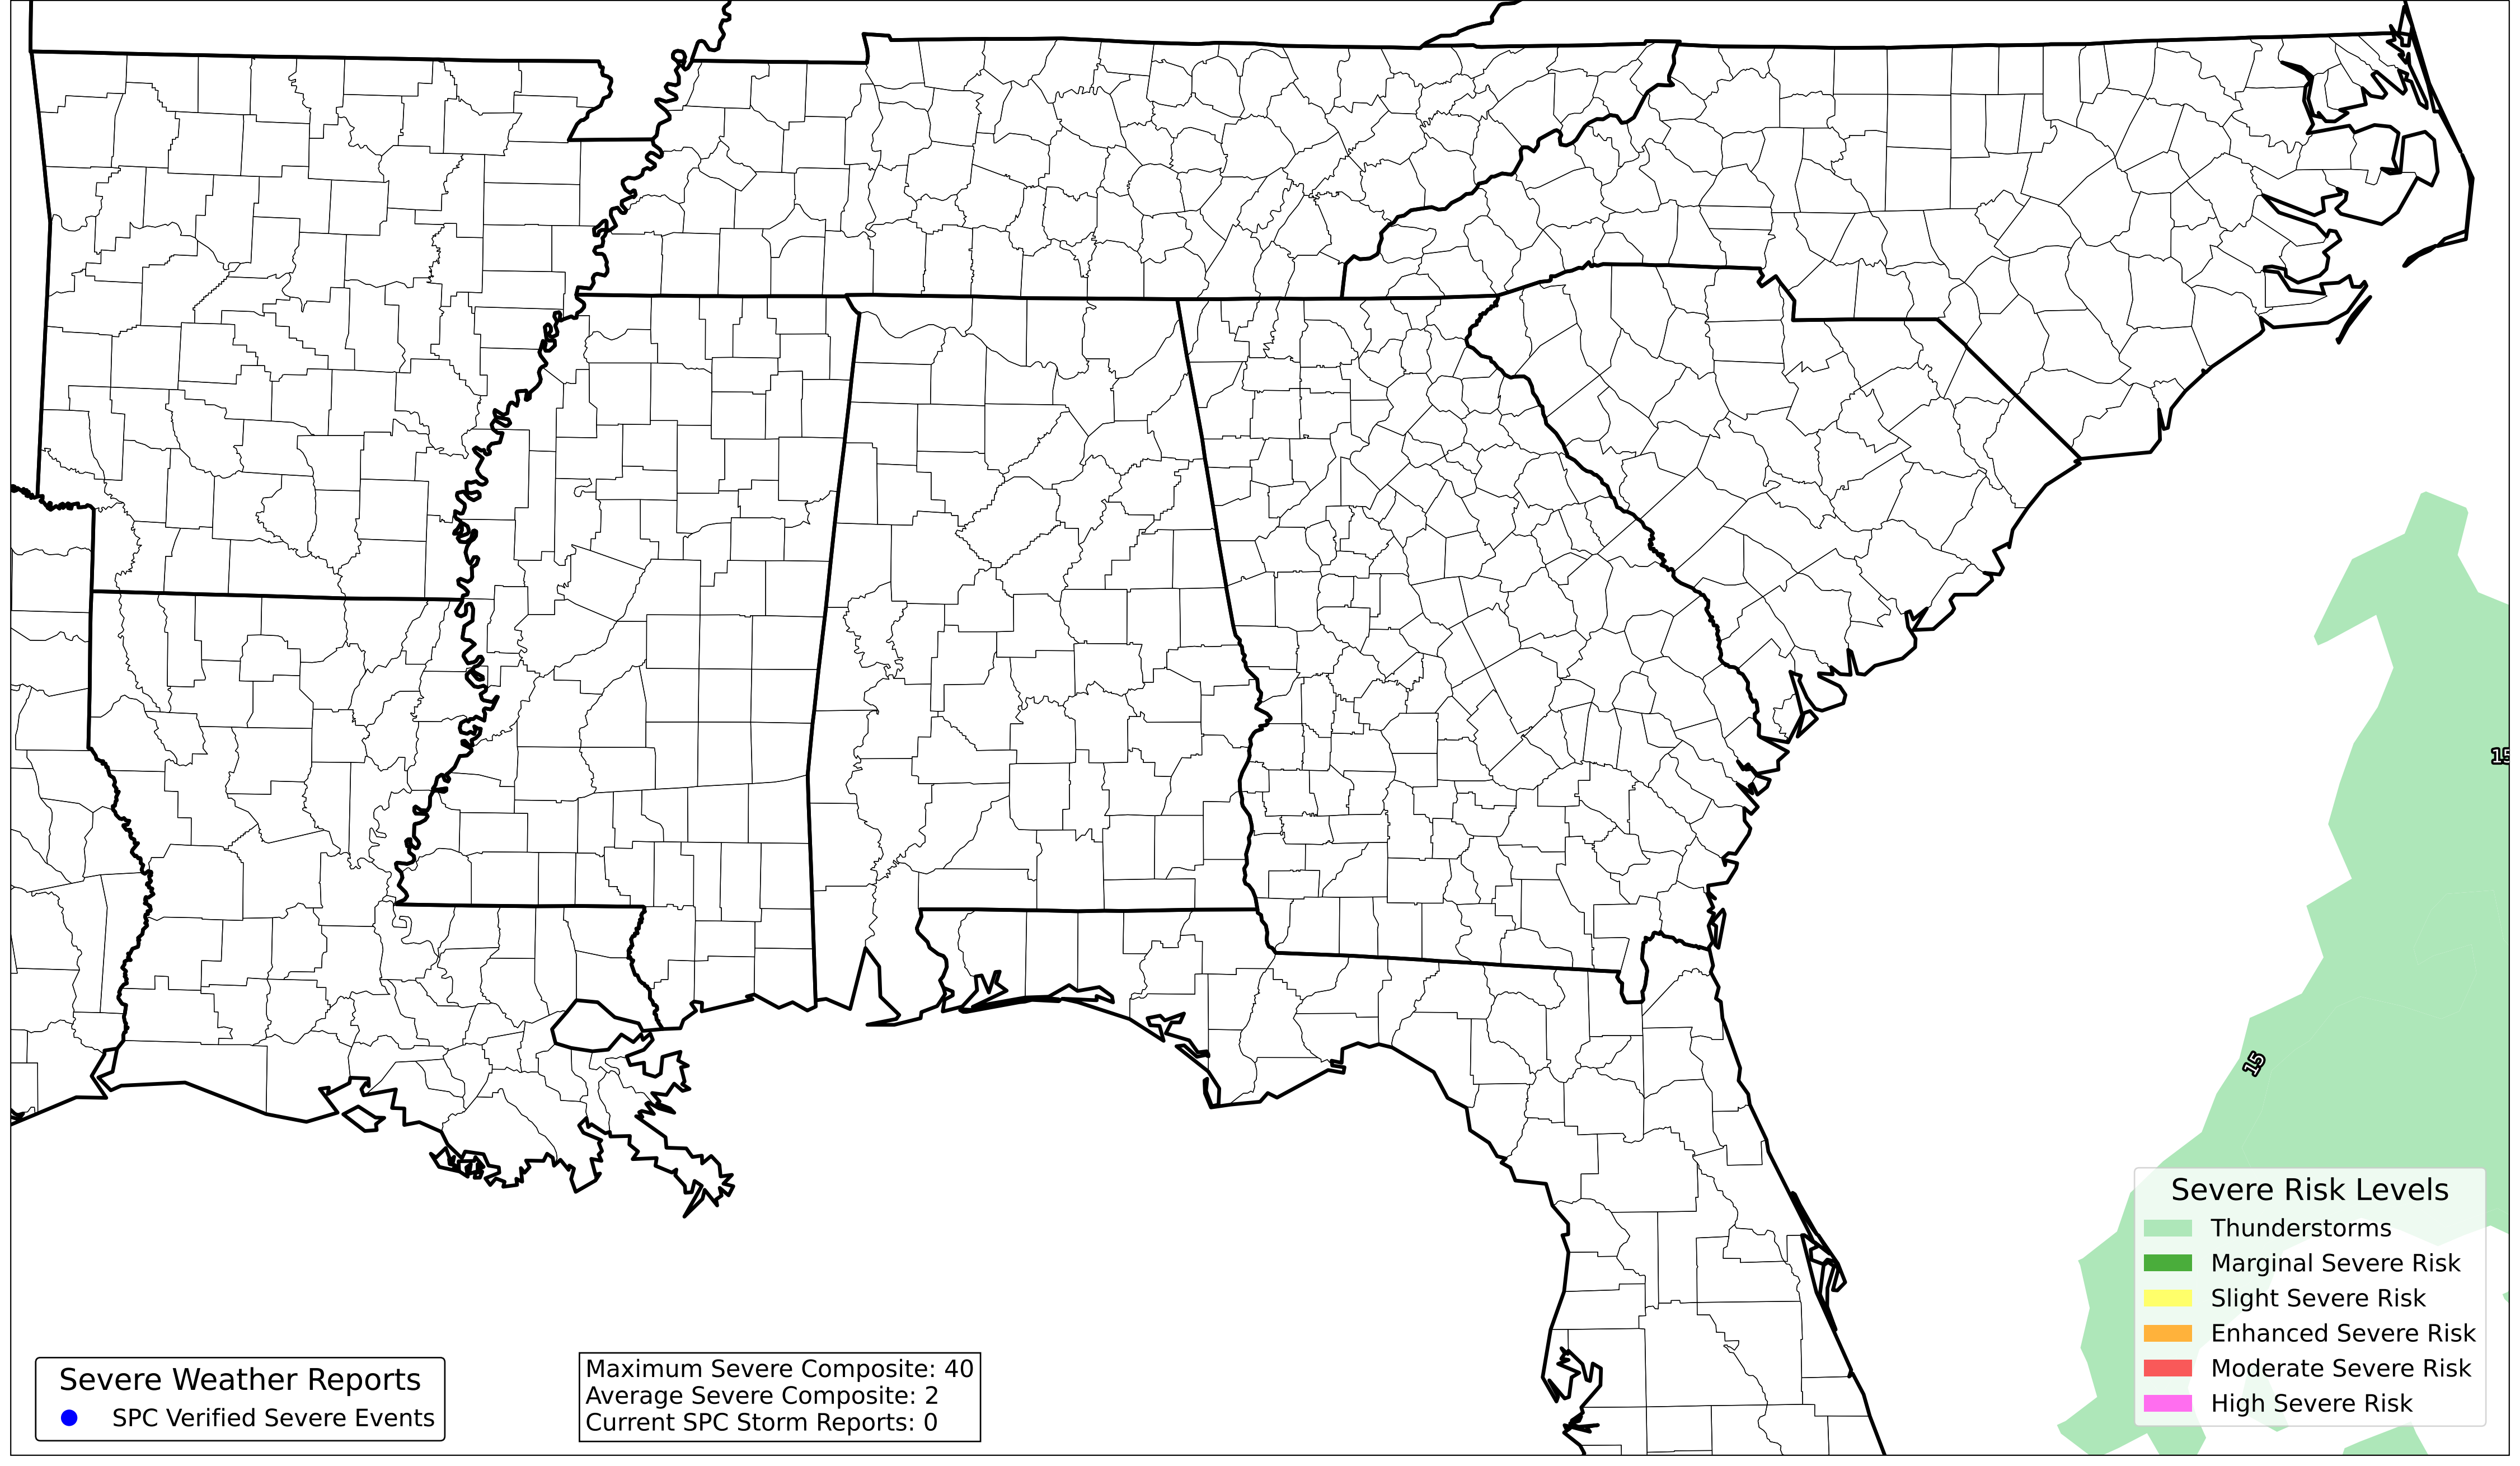 15
15
Severe Risk Levels
Thunderstorms
Marginal Severe Risk
Slight Severe Risk
Enhanced Severe Risk
Moderate Severe Risk
High Severe Risk
Severe Weather Reports
SPC Verified Severe Events
Maximum Severe Composite: 40
Average Severe Composite: 2
Current SPC Storm Reports: 0